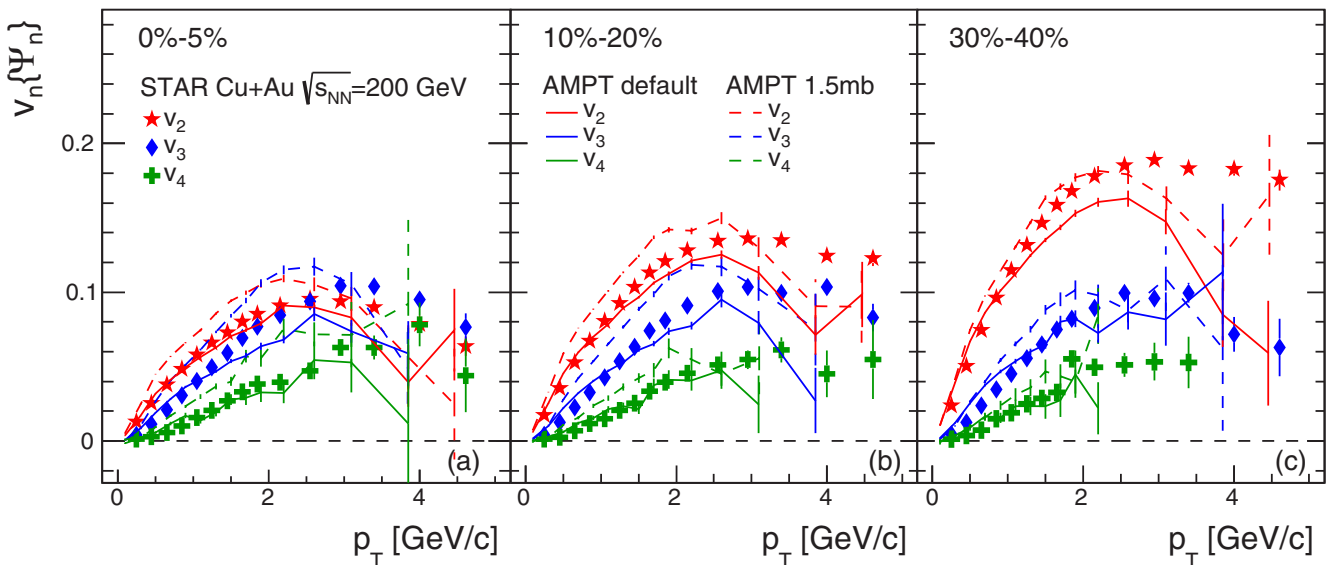 v_n{Ψ_n}
0%-5%
10%-20%
30%-40%
STAR Cu+Au √s_NN=200 GeV
v_2
v_3
v_4
AMPT default
AMPT 1.5mb
v_2
v_2
v_3
v_3
v_4
v_4
0.2
0.1
0
(a)
(b)
(c)
0 2 4
0 2 4
0 2 4
p_T [GeV/c]
p_T [GeV/c]
p_T [GeV/c]